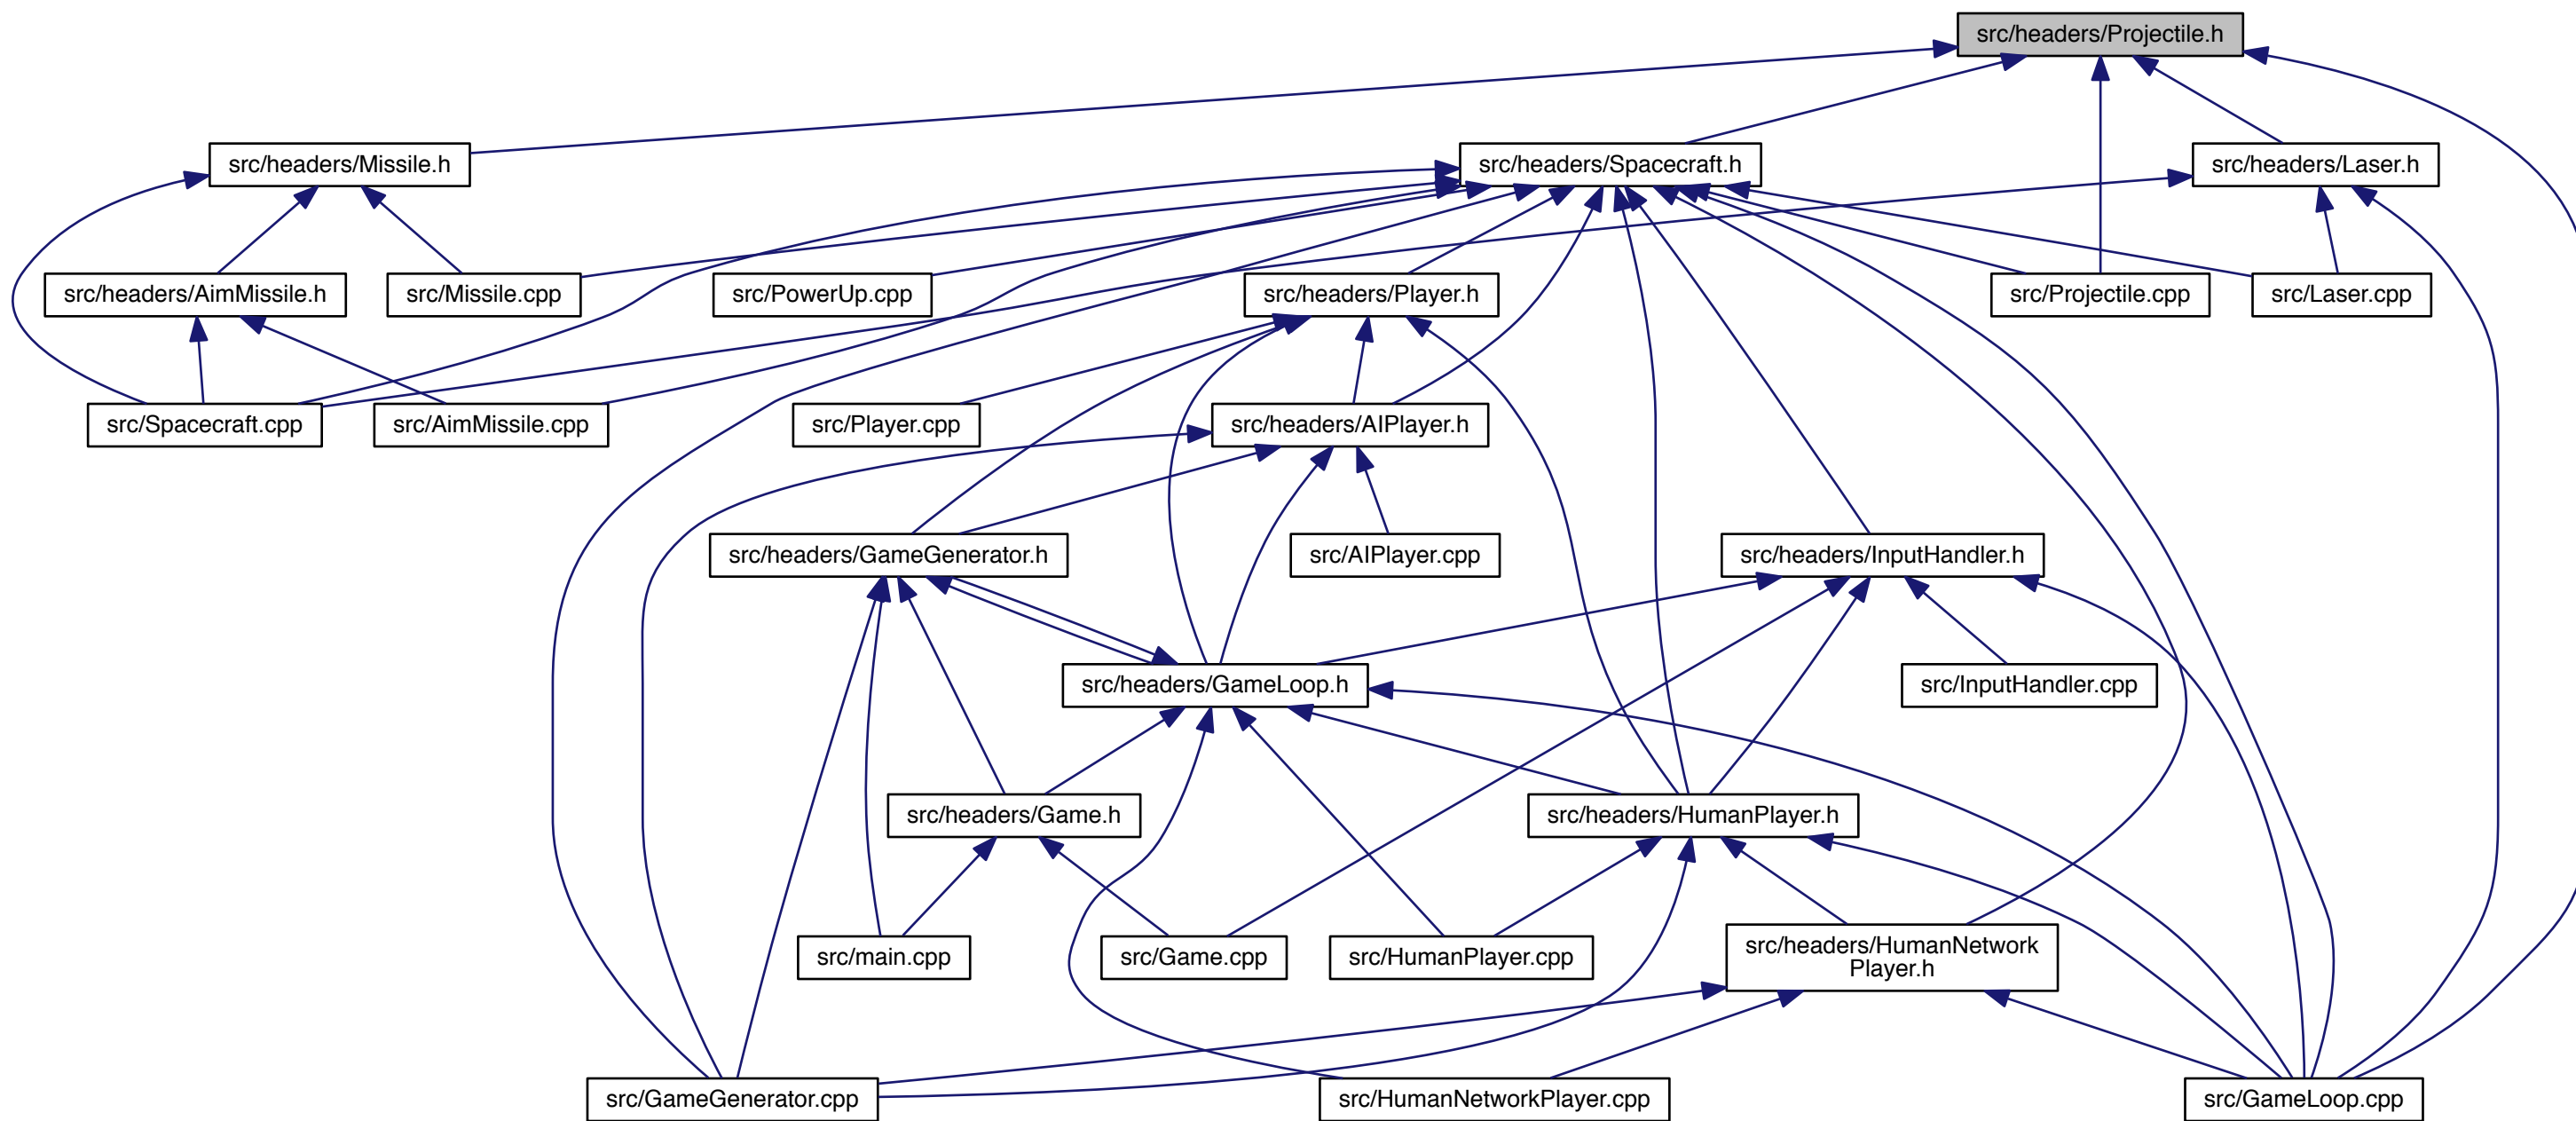 src/headers/Projectile.h
src/headers/Missile.h
src/headers/Spacecraft.h
src/headers/Laser.h
src/headers/AimMissile.h
src/Missile.cpp
src/PowerUp.cpp
src/headers/Player.h
src/Projectile.cpp
src/Laser.cpp
src/Spacecraft.cpp
src/AimMissile.cpp
src/Player.cpp
src/headers/AIPlayer.h
src/headers/GameGenerator.h
src/AIPlayer.cpp
src/headers/InputHandler.h
src/headers/GameLoop.h
src/InputHandler.cpp
src/headers/Game.h
src/headers/HumanPlayer.h
src/main.cpp
src/Game.cpp
src/HumanPlayer.cpp
src/headers/HumanNetwork
Player.h
src/GameGenerator.cpp
src/HumanNetworkPlayer.cpp
src/GameLoop.cpp